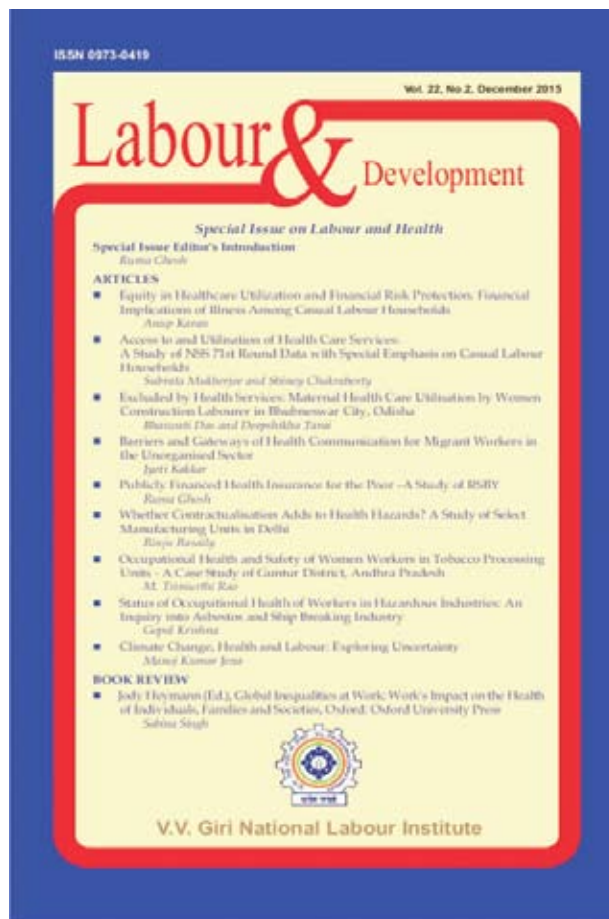 ISSN 0973-0419
Vol. 22, No.2, December 2015
Labour & Development
Special Issue on Labour and Health
Special Issue Editor's Introduction
Ruma Ghosh
ARTICLES
■ Equity in Healthcare Utilization and Financial Risk Protection: Financial
Implications of Illness Among Casual Labour Households
Anup Karan
■ Access to and Utilisation of Health Care Services:
A Study of NSS 71st Round Data with Special Emphasis on Casual Labour
Households
Subrata Mukherjee and Shiney Chakraborty
■ Excluded by Health Services: Maternal Health Care Utilisation by Women
Construction Labourer in Bhubneswar City, Odisha
Bhaswati Das and Deepshikha
■ Barriers and Gateways of Health Communication for Migrant Workers in
the Unorganised Sector
Jyoti Kakkar
■ Publicly Financed Health Insurance for the Poor –A Study of RSBY
Ruma Ghosh
■ Whether Contractualisation Adds to Health Hazards? A Study of Select
Manufacturing Units in Delhi
Rinju Rasaily
■ Occupational Health and Safety of Women Workers in Tobacco Processing
Units - A Case Study of Guntur District, Andhra Pradesh
M. Trimurthi Rao
■ Status of Occupational Health of Workers in Hazardous Industries: An
Inquiry into Asbestos and Ship Breaking Industry
Gopal Krishna
■ Climate Change, Health and Labour: Exploring Uncertainty
Manoj Kumar Jena
BOOK REVIEW
■ Jody Heymann (Ed.), Global Inequalities at Work: Work's Impact on the Health
of Individuals, Families and Societies, Oxford: Oxford University Press
Sabina Singh
V.V. Giri National Labour Institute